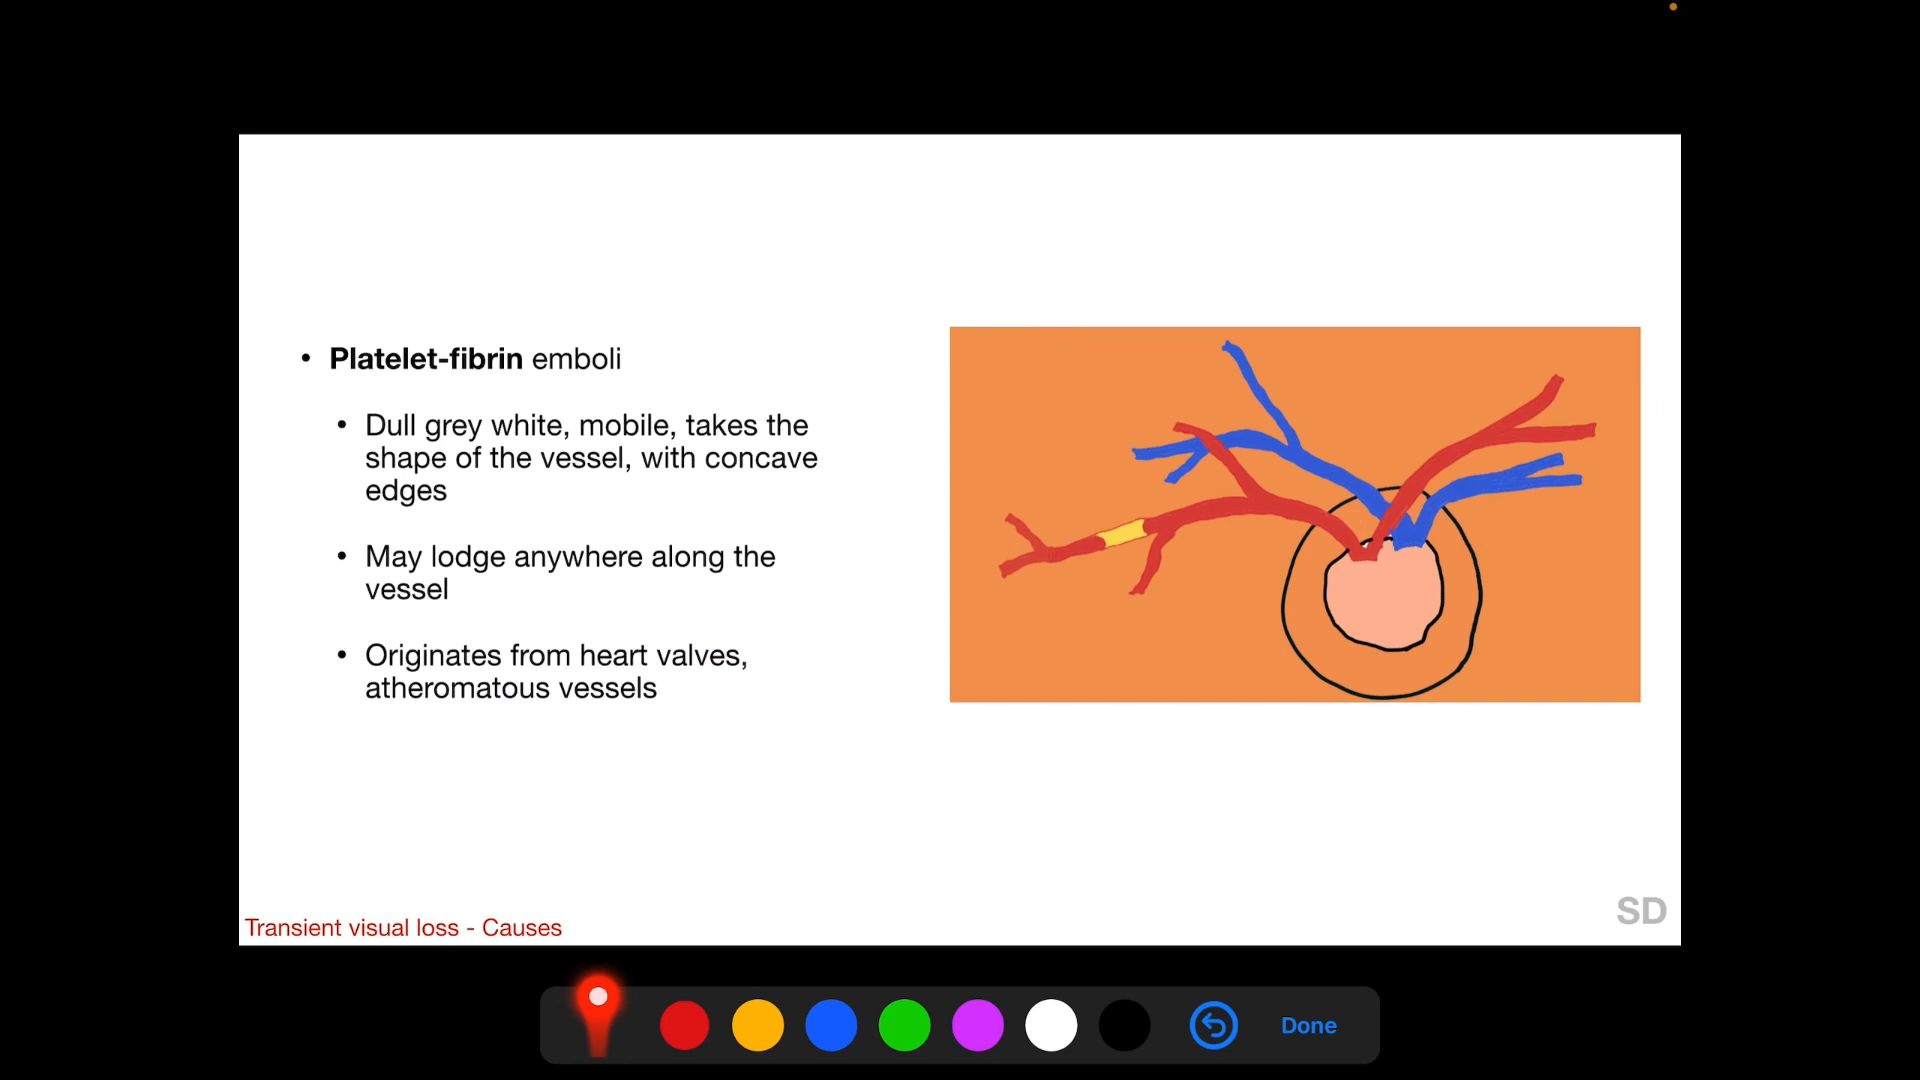 • Platelet-fibrin emboli
• Dull grey white, mobile, takes the
shape of the vessel, with concave
edges
• May lodge anywhere along the
vessel
• Originates from heart valves,
atheromatous vessels
SD
Transient visual loss - Causes
Done